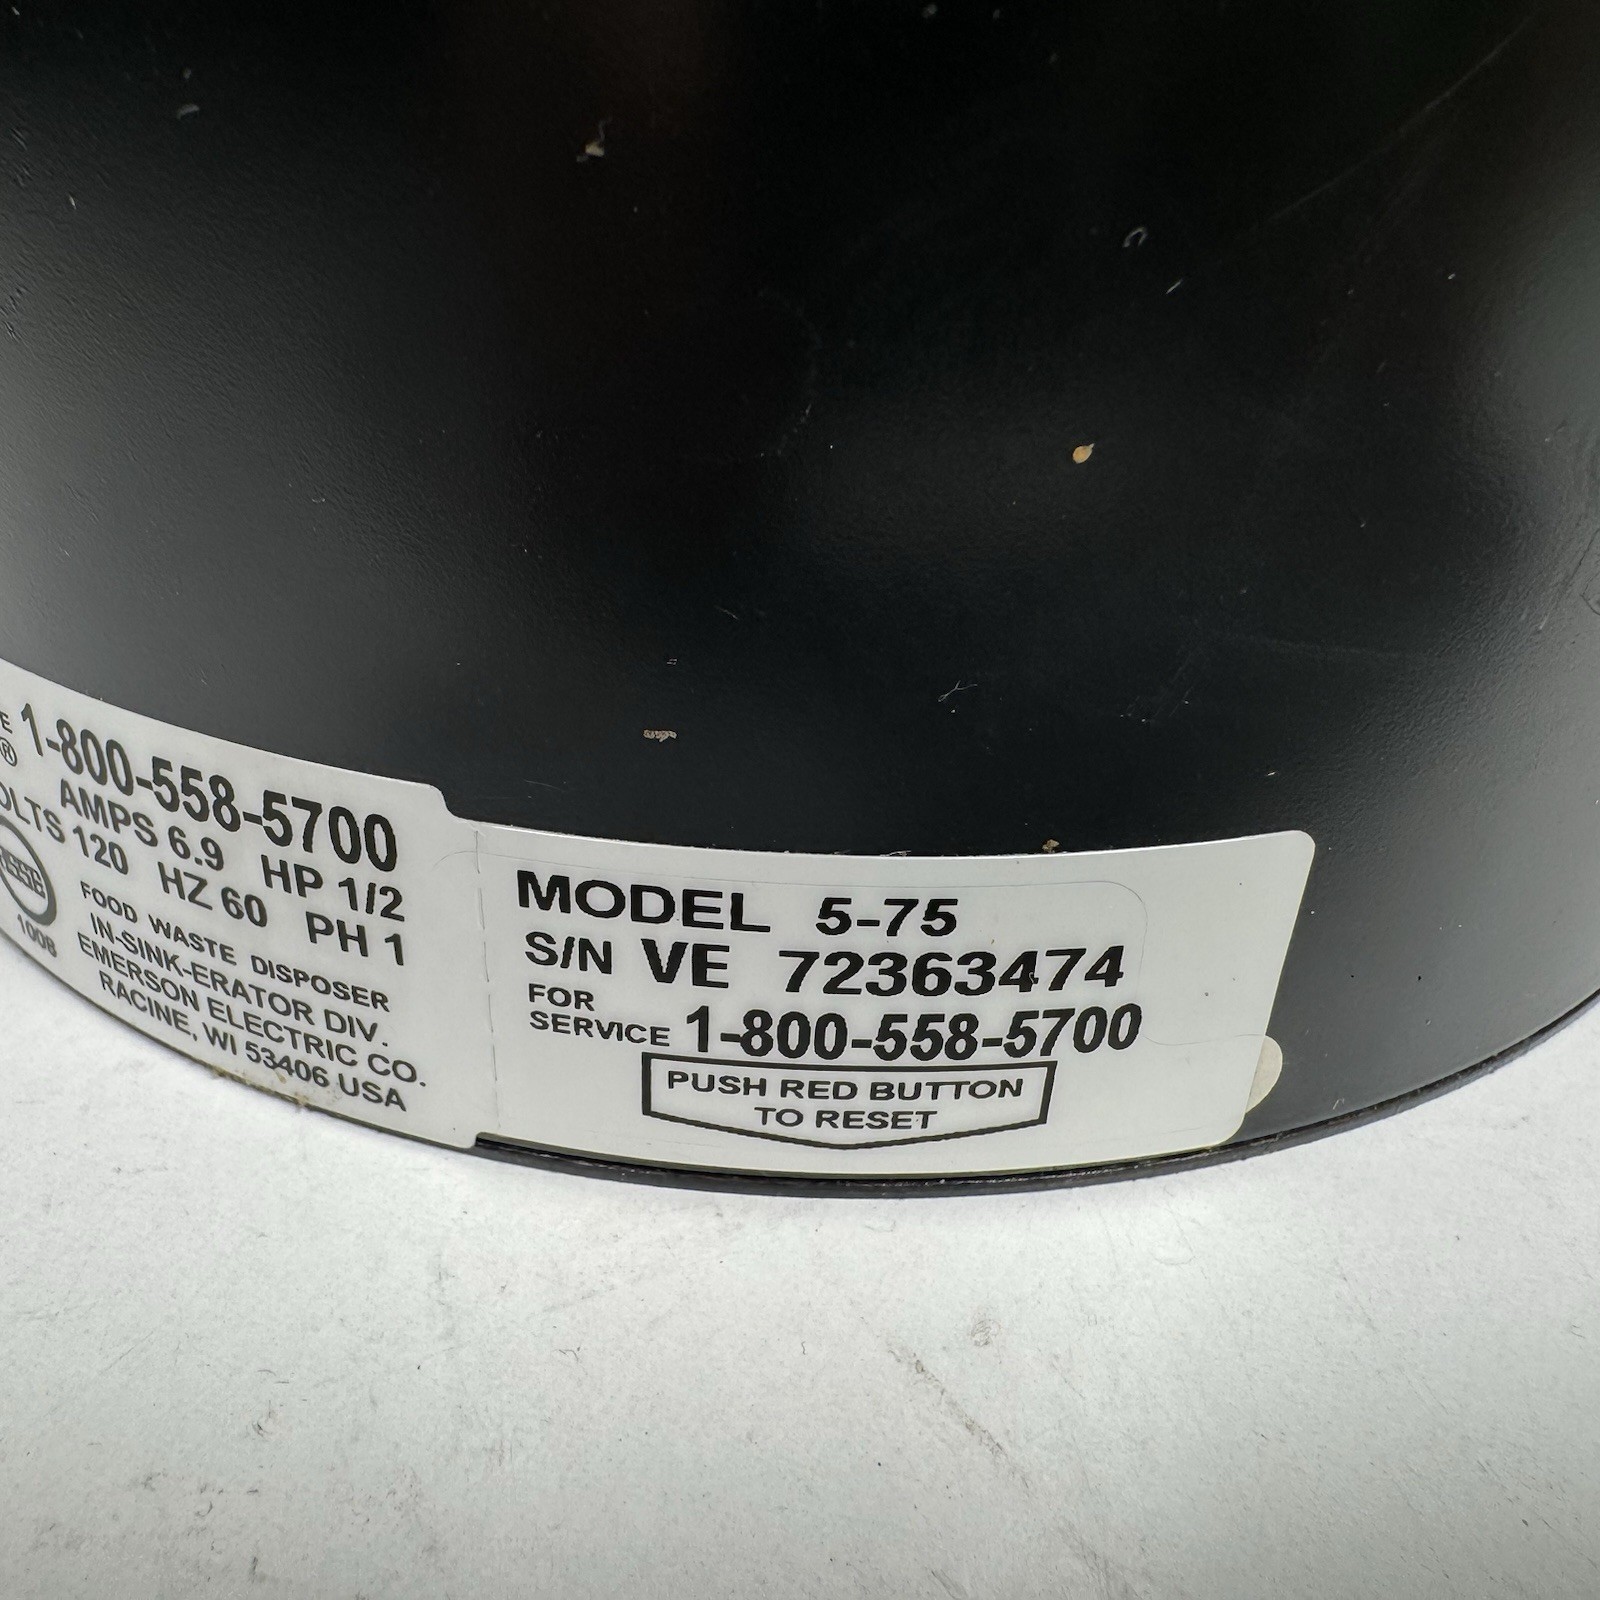 1-800-558-5700
®
AMPS 6.9 HP 1/2
VOLTS 120 HZ 60 PH 1
1008
FOOD WASTE DISPOSER
IN-SINK-ERATOR DIV.
EMERSON ELECTRIC CO.
RACINE, WI 53406 USA
MODEL 5-75
S/N VE 72363474
FOR
SERVICE 1-800-558-5700
PUSH RED BUTTON
TO RESET